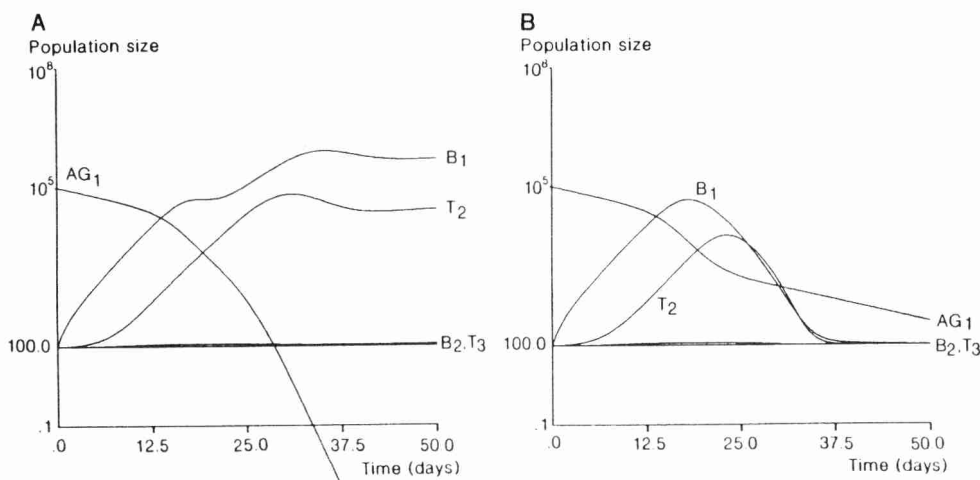 A
Population size
10⁸
AG₁
10⁵
B₁
T₂
100.0
B₂.T₃
.1
.0 12.5 25.0 37.5 50.0
Time (days)
B
Population size
10⁸
10⁵
B₁
T₂
AG₁
100.0
B₂.T₃
.1
.0 12.5 25.0 37.5 50.0
Time (days)